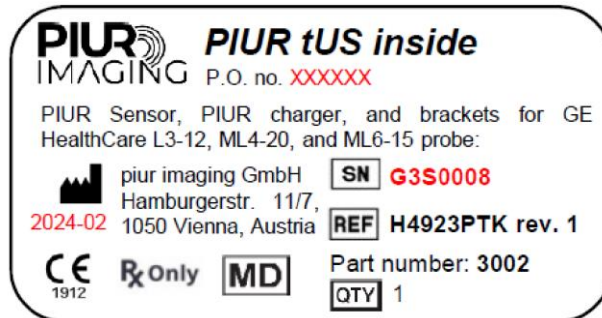 PIUR IMAGING
PIUR tUS inside
P.O. no. XXXXXX
PIUR Sensor, PIUR charger, and brackets for GE
HealthCare L3-12, ML4-20, and ML6-15 probe:
piur imaging GmbH
Hamburgerstr. 11/7,
1050 Vienna, Austria
2024-02
SN G3S0008
REF H4923PTK rev. 1
CE 1912
Rx Only
MD
Part number: 3002
QTY 1